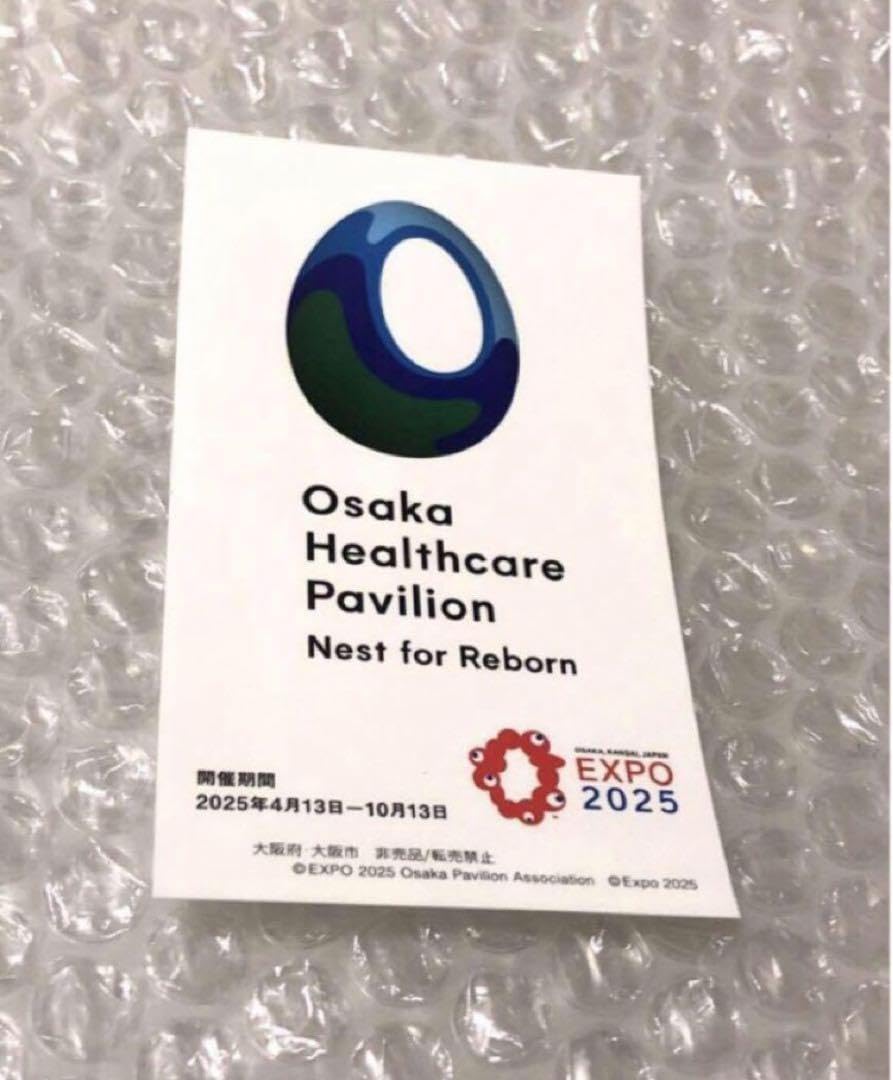 Osaka
Healthcare
Pavilion
Nest for Reborn
OSAKA, KANSAI, JAPAN
EXPO
2025
開催期間
2025年4月13日ー10月13日
大阪府・大阪市　非売品/転売禁止
©EXPO 2025 Osaka Pavilion Association ©Expo 2025